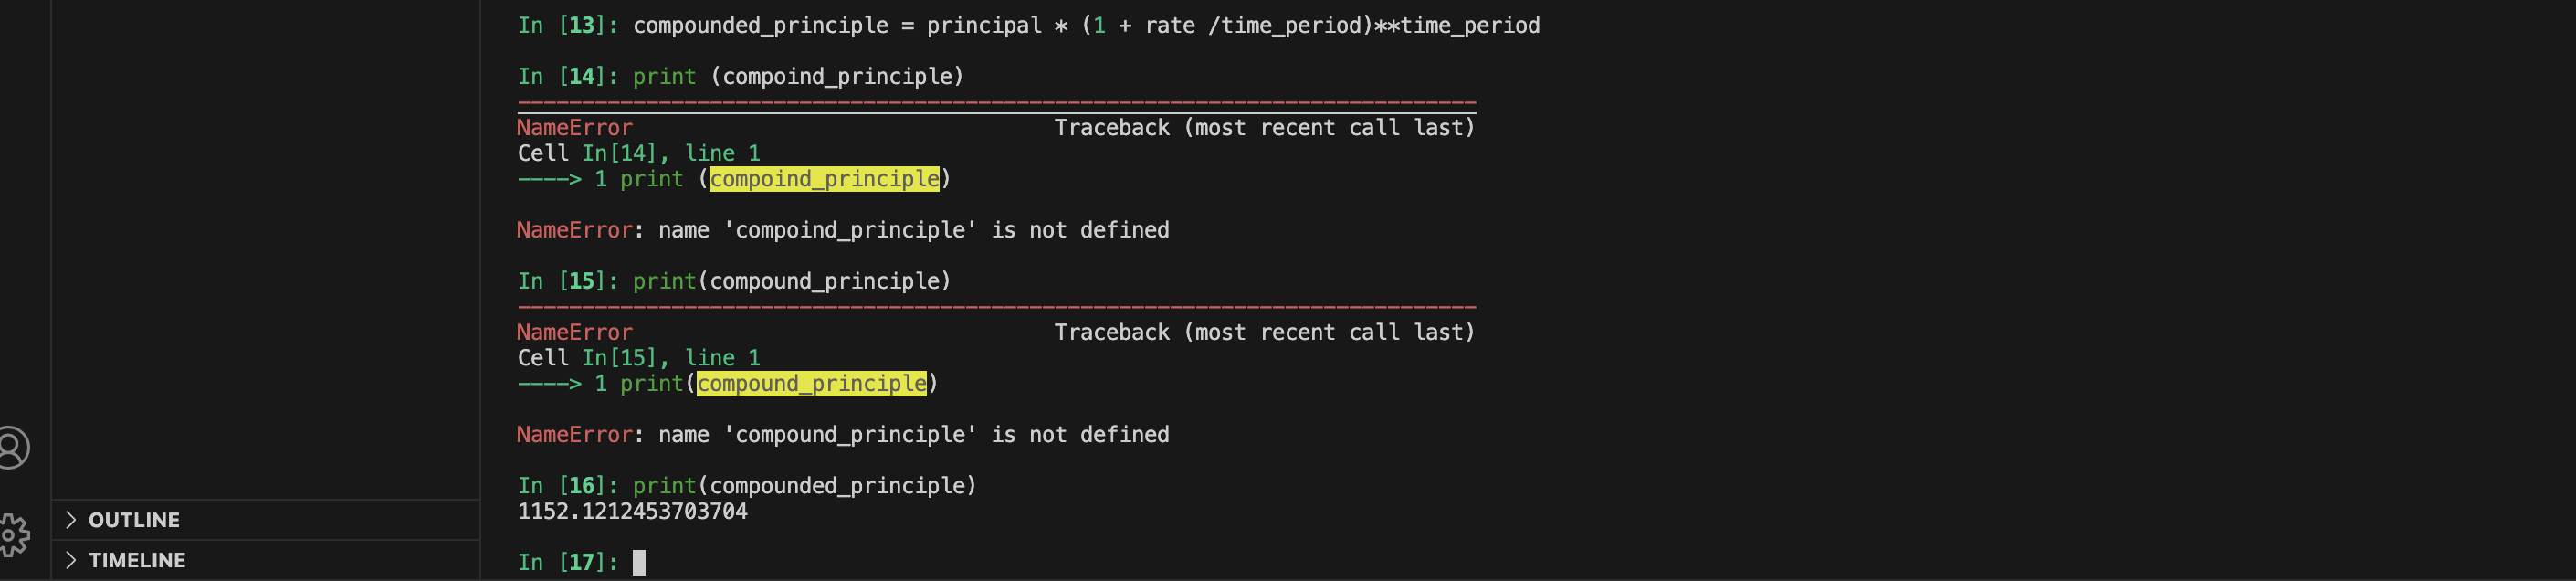 In [13]: compounded_principle = principal * (1 + rate /time_period)**time_period
In [14]: print (compoind_principle)
---------------------------------------------------------------------------
NameError                                 Traceback (most recent call last)
Cell In[14], line 1
----> 1 print (compoind_principle)
NameError: name 'compoind_principle' is not defined
In [15]: print(compound_principle)
---------------------------------------------------------------------------
NameError                                 Traceback (most recent call last)
Cell In[15], line 1
----> 1 print(compound_principle)
NameError: name 'compound_principle' is not defined
In [16]: print(compounded_principle)
1152.1212453703704
In [17]:
OUTLINE
TIMELINE